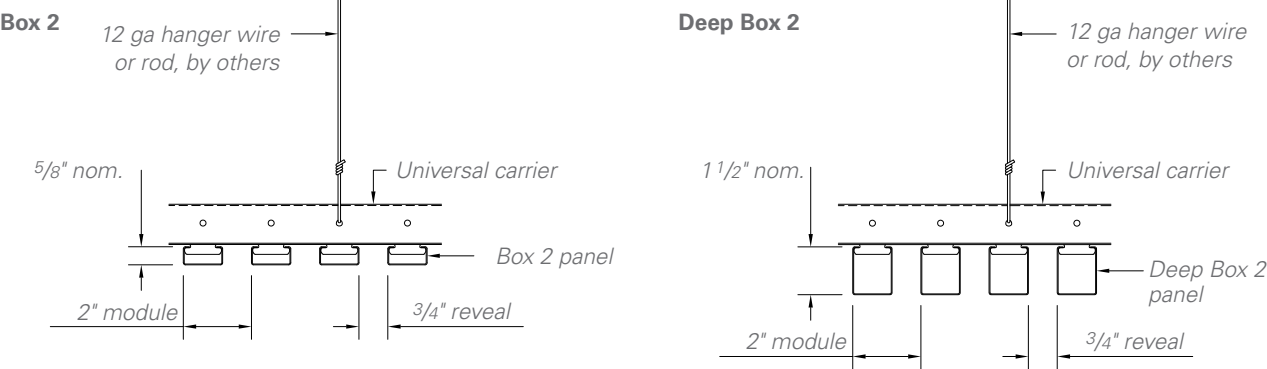 Box 2
12 ga hanger wire
or rod, by others
5/8" nom.
Universal carrier
Box 2 panel
2" module
3/4" reveal
Deep Box 2
12 ga hanger wire
or rod, by others
1 1/2" nom.
Universal carrier
Deep Box 2
panel
2" module
3/4" reveal